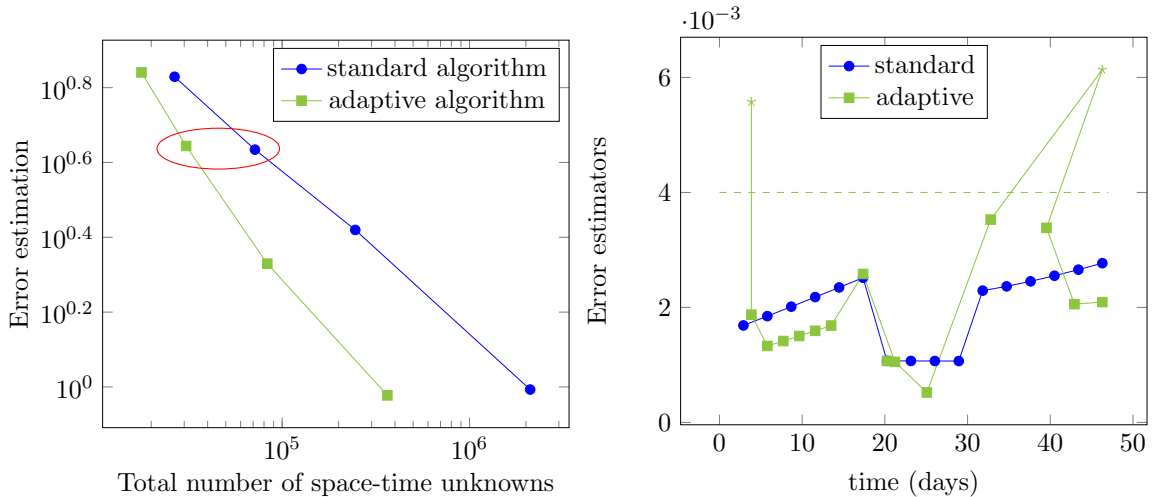 10^0.8
10^0.6
10^0.4
10^0.2
10^0
Error estimation
standard algorithm
adaptive algorithm
10^5
10^6
Total number of space-time unknowns
·10^−3
6
4
2
0
Error estimators
standard
adaptive
0
10
20
30
40
50
time (days)